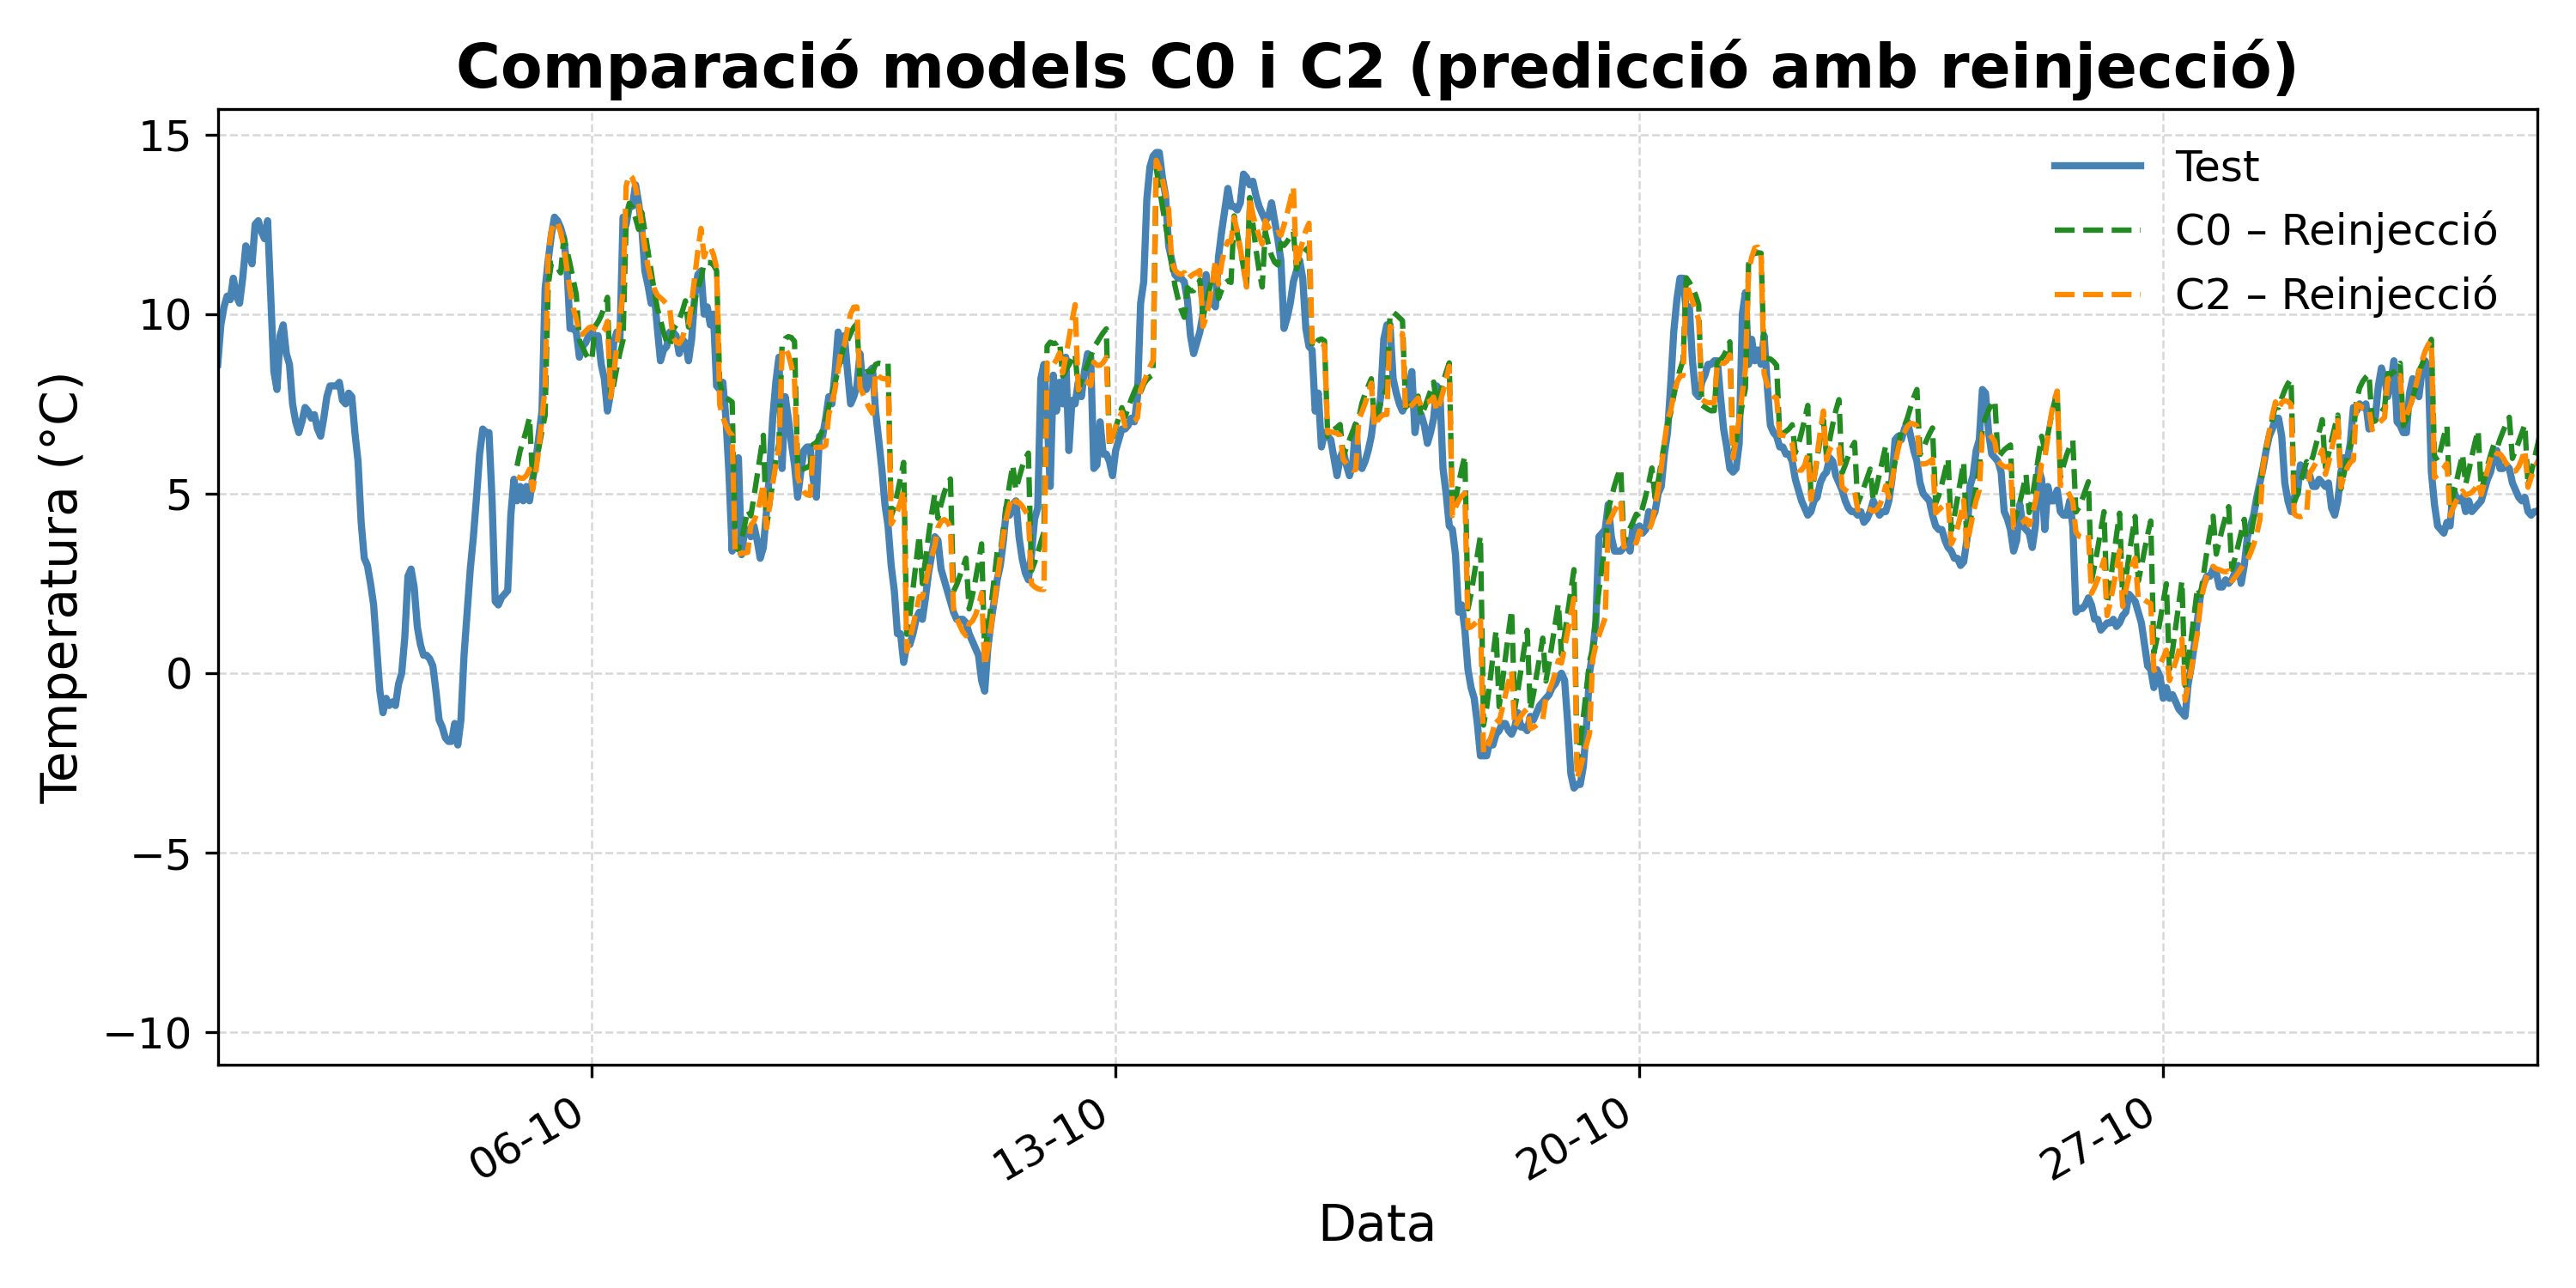 Comparació models C0 i C2 (predicció amb reinjecció)
Temperatura (°C)
15
10
5
0
−5
−10
Test
C0 – Reinjecció
C2 – Reinjecció
06-10
13-10
20-10
27-10
Data